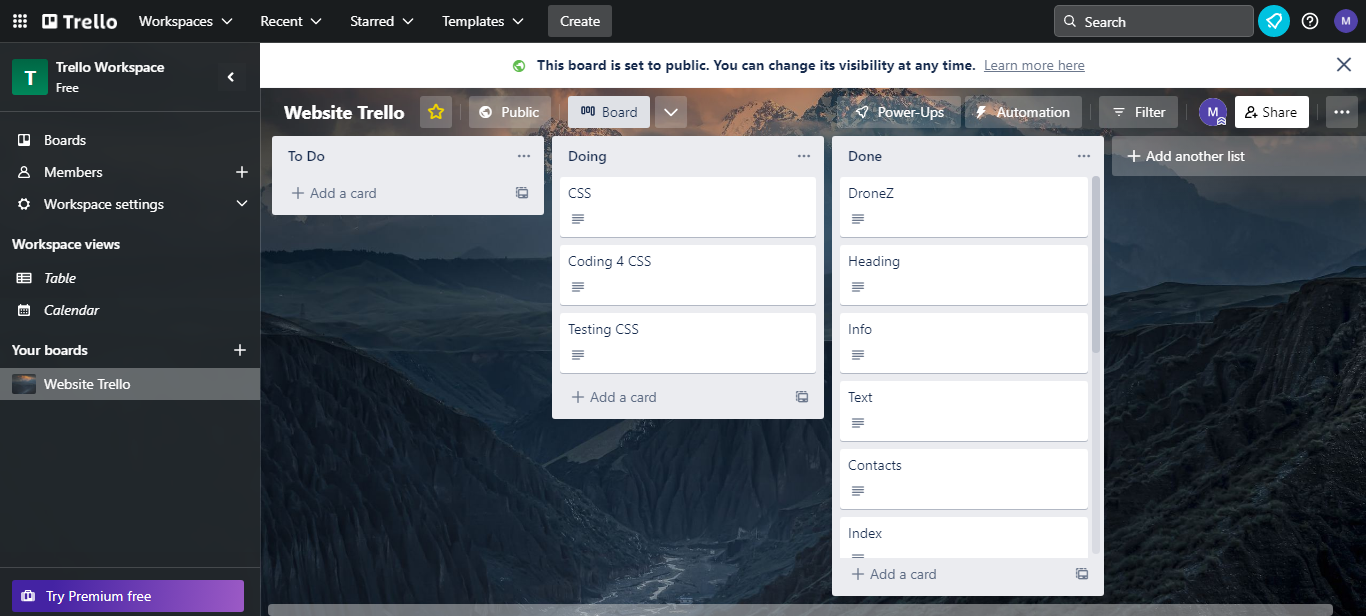 Trello
Workspaces
Recent
Starred
Templates
Create
Search
M
T
Trello Workspace
Free
This board is set to public. You can change its visibility at any time. Learn more here
Website Trello
Public
Board
Power-Ups
Automation
Filter
M
Share
Boards
Members
Workspace settings
Workspace views
Table
Calendar
Your boards
Website Trello
Try Premium free
To Do
Add a card
Doing
CSS
Coding 4 CSS
Testing CSS
Add a card
Done
DroneZ
Heading
Info
Text
Contacts
Index
Add a card
Add another list